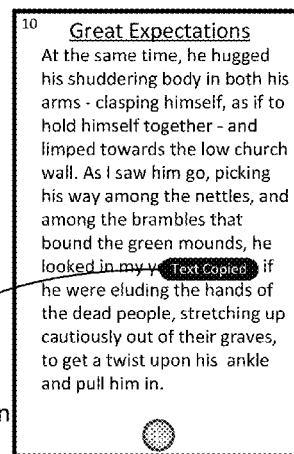 10
Great Expectations
At the same time, he hugged
his shuddering body in both his
arms - clasping himself, as if to
hold himself together - and
limped towards the low church
wall. As I saw him go, picking
his way among the nettles, and
among the brambles that
bound the green mounds, he
looked in my y Text Copied if
he were eluding the hands of
the dead people, stretching up
cautiously out of their graves,
to get a twist upon his ankle
and pull him in.
n